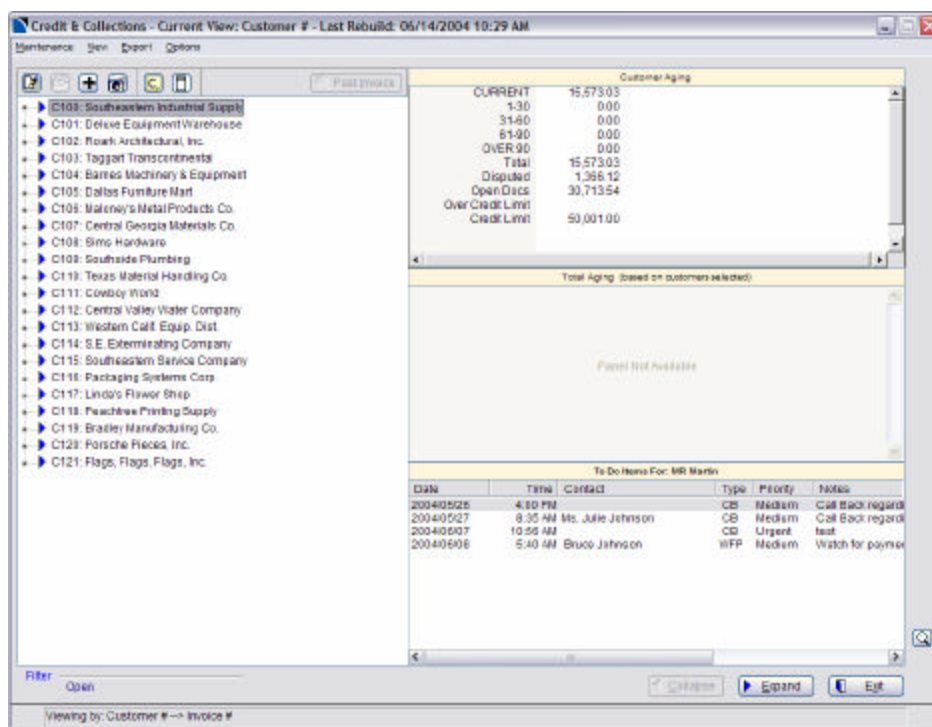 Credit & Collections - Current View: Customer # - Last Rebuild: 06/14/2004 10:29 AM
Maintenance View Export Options
Past Invoice
C100: Southeastern Industrial Supply
C101: Deluxe Equipment Warehouse
C102: Roark Architectural, Inc.
C103: Taggart Transcontinental
C104: Barnes Machinery & Equipment
C105: Dallas Furniture Mart
C106: Maloney's Metal Products Co.
C107: Central Georgia Materials Co.
C108: Sims Hardware
C109: Southside Plumbing
C110: Texas Material Handling Co.
C111: Cowboy World
C112: Central Valley Water Company
C113: Western Calif. Equip. Dist.
C114: S.E. Exterminating Company
C115: Southeastern Service Company
C116: Packaging Systems Corp.
C117: Linda's Flower Shop
C118: Peachtree Printing Supply
C119: Bradley Manufacturing Co.
C120: Porsche Pieces, Inc.
C121: Flags, Flags, Flags, Inc.
Customer Aging
CURRENT 15,573.03
1-30 0.00
31-60 0.00
61-90 0.00
OVER 90 0.00
Total 15,573.03
Disputed 1,366.12
Open Docs 30,713.54
Over Credit Limit
Credit Limit 50,001.00
Total Aging (based on customers selected)
Panel Not Available
To Do Items For: MR Martin
Date Time Contact Type Priority Notes
2004/05/26 4:00 PM CB Medium Call Back regardi
2004/05/27 8:35 AM Ms. Julie Johnson CB Medium Call Back regardi
2004/06/07 10:56 AM CB Urgent test
2004/06/08 5:40 AM Bruce Johnson WFP Medium Watch for paymen
Filter
Open
Collapse Expand Exit
Viewing by: Customer # --> Invoice #